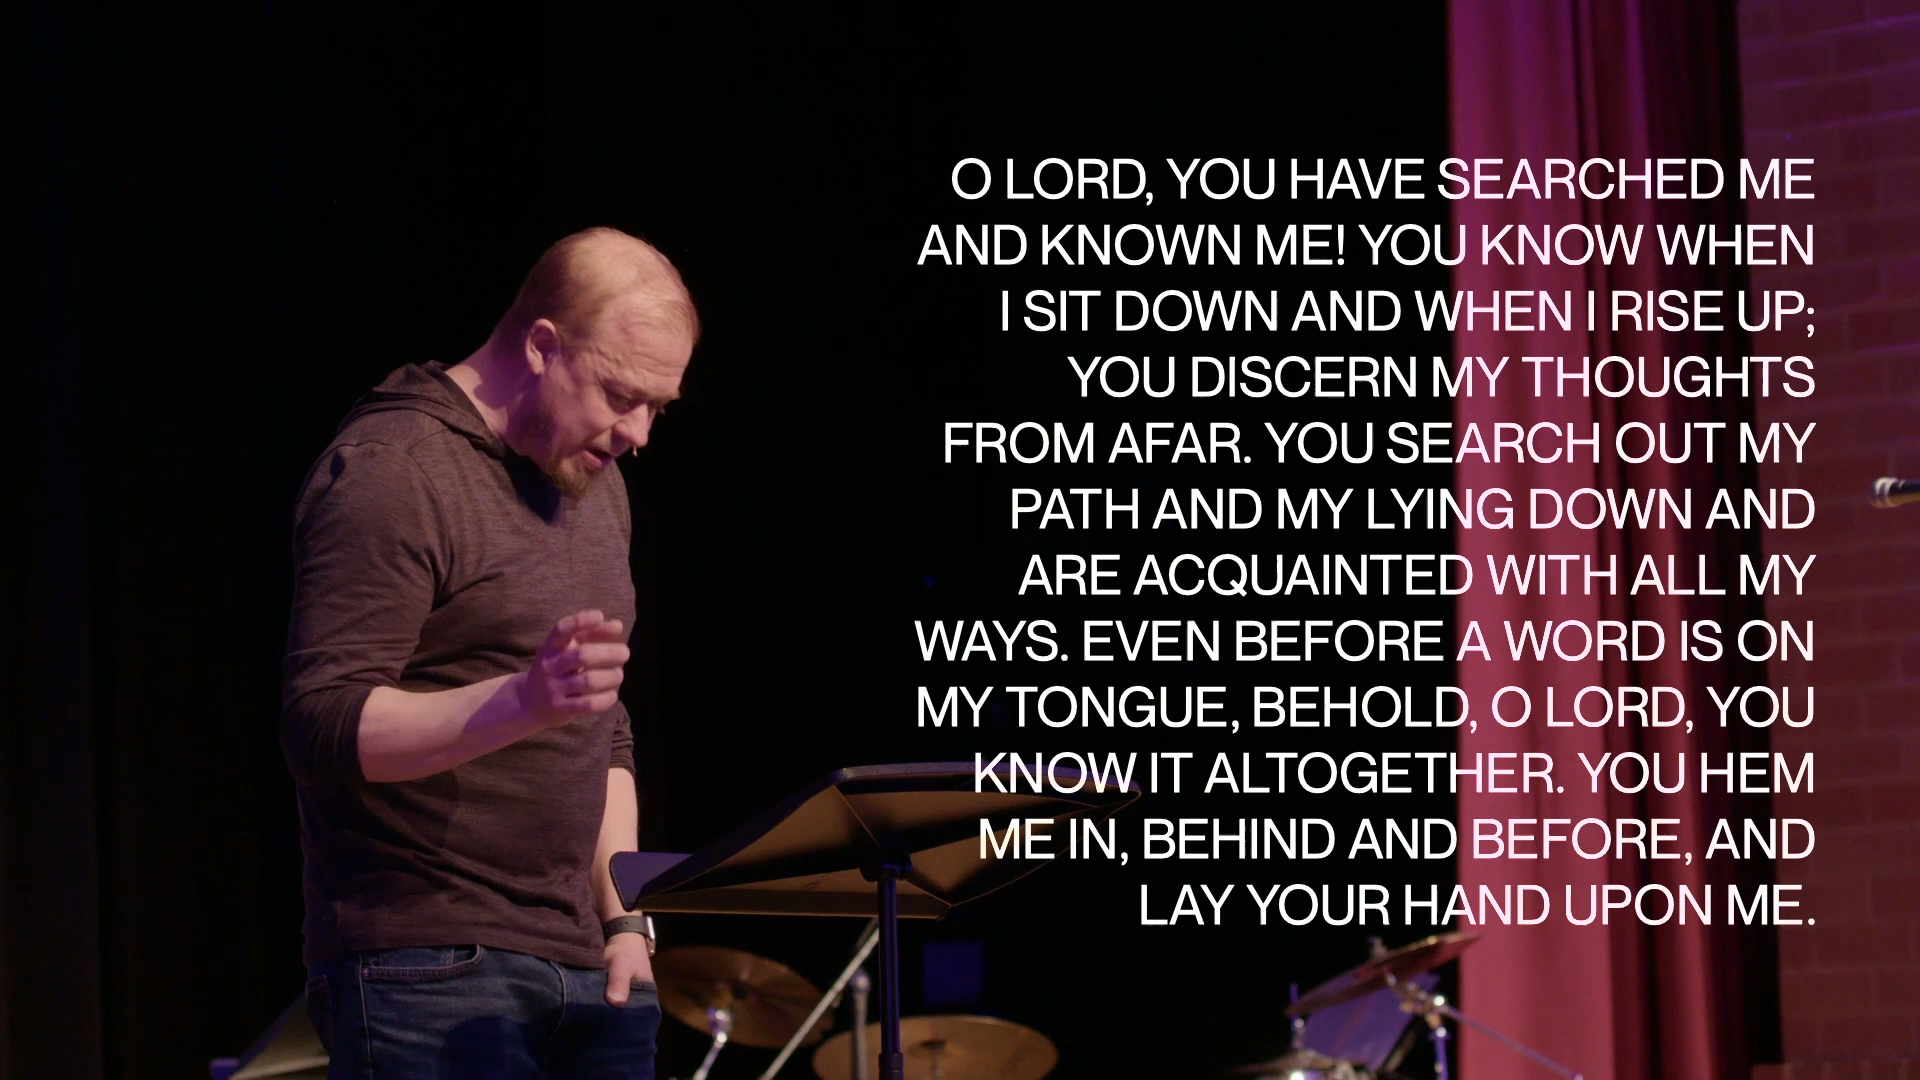 O LORD, YOU HAVE SEARCHED ME
AND KNOWN ME! YOU KNOW WHEN
I SIT DOWN AND WHEN I RISE UP;
YOU DISCERN MY THOUGHTS
FROM AFAR. YOU SEARCH OUT MY
PATH AND MY LYING DOWN AND
ARE ACQUAINTED WITH ALL MY
WAYS. EVEN BEFORE A WORD IS ON
MY TONGUE, BEHOLD, O LORD, YOU
KNOW IT ALTOGETHER. YOU HEM
ME IN, BEHIND AND BEFORE, AND
LAY YOUR HAND UPON ME.